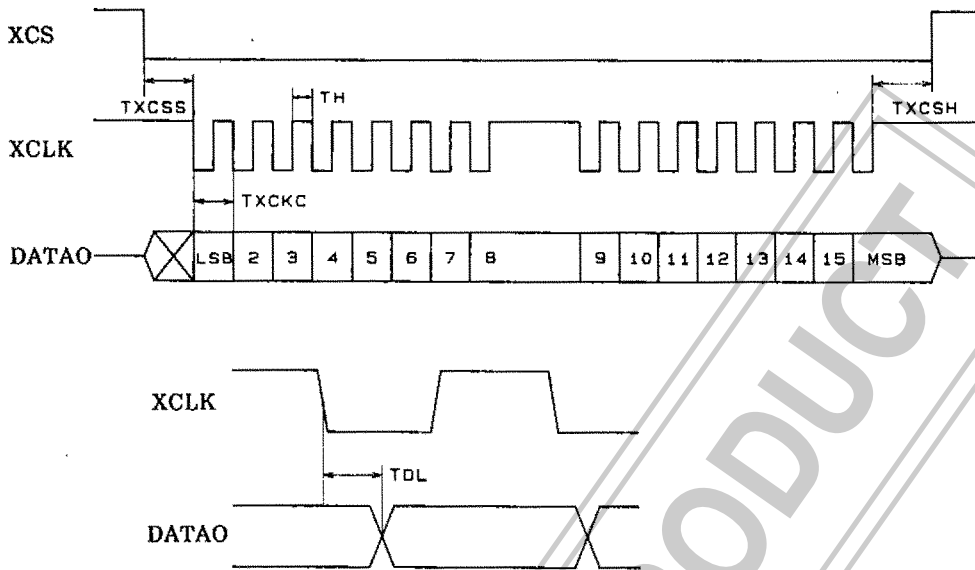 XCS
TXCSS
TH
TXCSH
XCLK
TXCKC
DATAO
LSB 2 3 4 5 6 7 8 9 10 11 12 13 14 15 MSB
XCLK
TDL
DATAO
PRODUCT